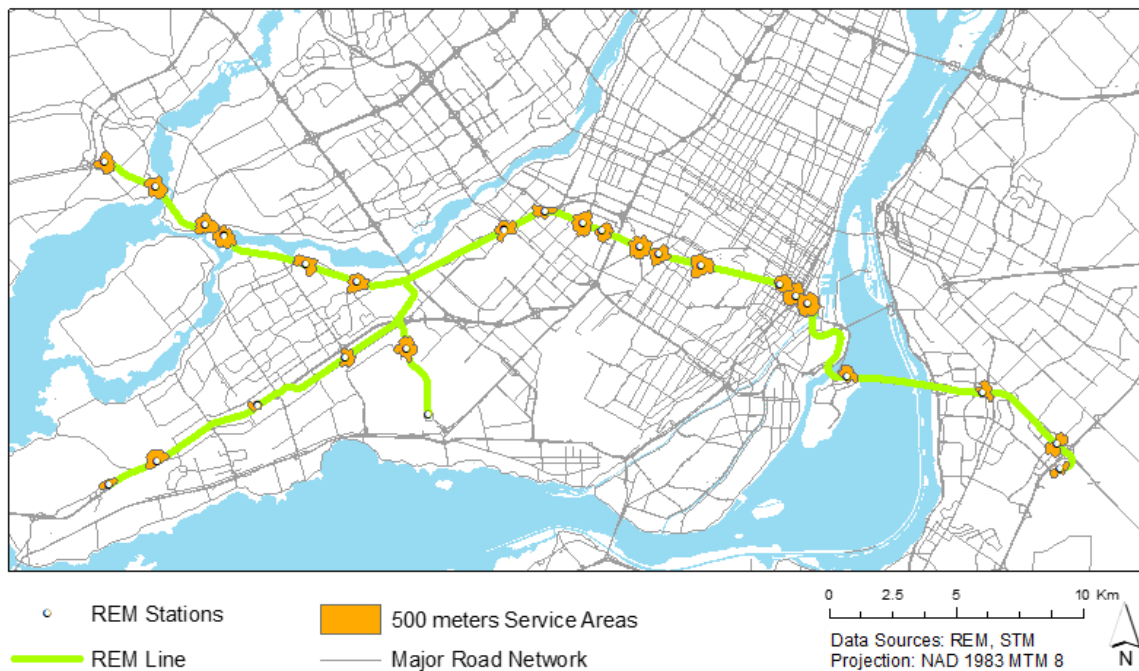 REM Stations
500 meters Service Areas
REM Line
Major Road Network
0 2.5 5 10 Km
Data Sources: REM, STM
Projection: NAD 1983 MTM 8
N